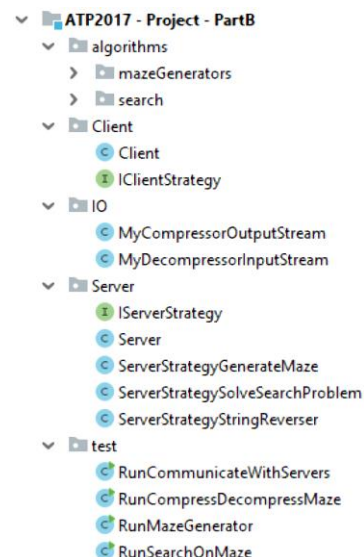 ATP2017 - Project - PartB
algorithms
mazeGenerators
search
Client
C Client
I IClientStrategy
IO
C MyCompressorOutputStream
C MyDecompressorInputStream
Server
I IServerStrategy
C Server
C ServerStrategyGenerateMaze
C ServerStrategySolveSearchProblem
C ServerStrategyStringReverser
test
C RunCommunicateWithServers
C RunCompressDecompressMaze
C RunMazeGenerator
C RunSearchOnMaze